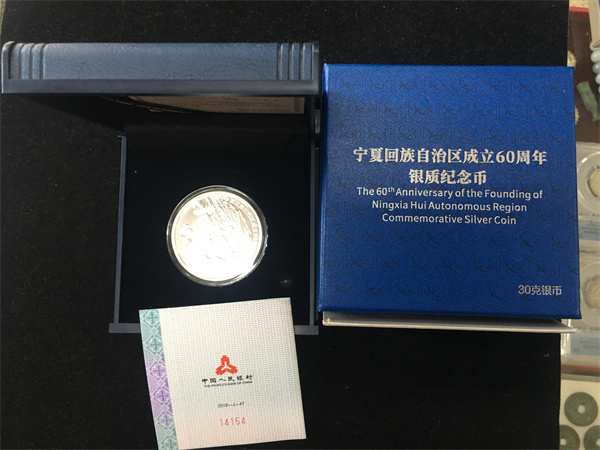 宁夏回族自治区成立60周年
银质纪念币
The 60th Anniversary of the Founding of
Ningxia Hui Autonomous Region
Commemorative Silver Coin
30克银币
中国人民银行
THE PEOPLE'S BANK OF CHINA
2018-J-47
14154